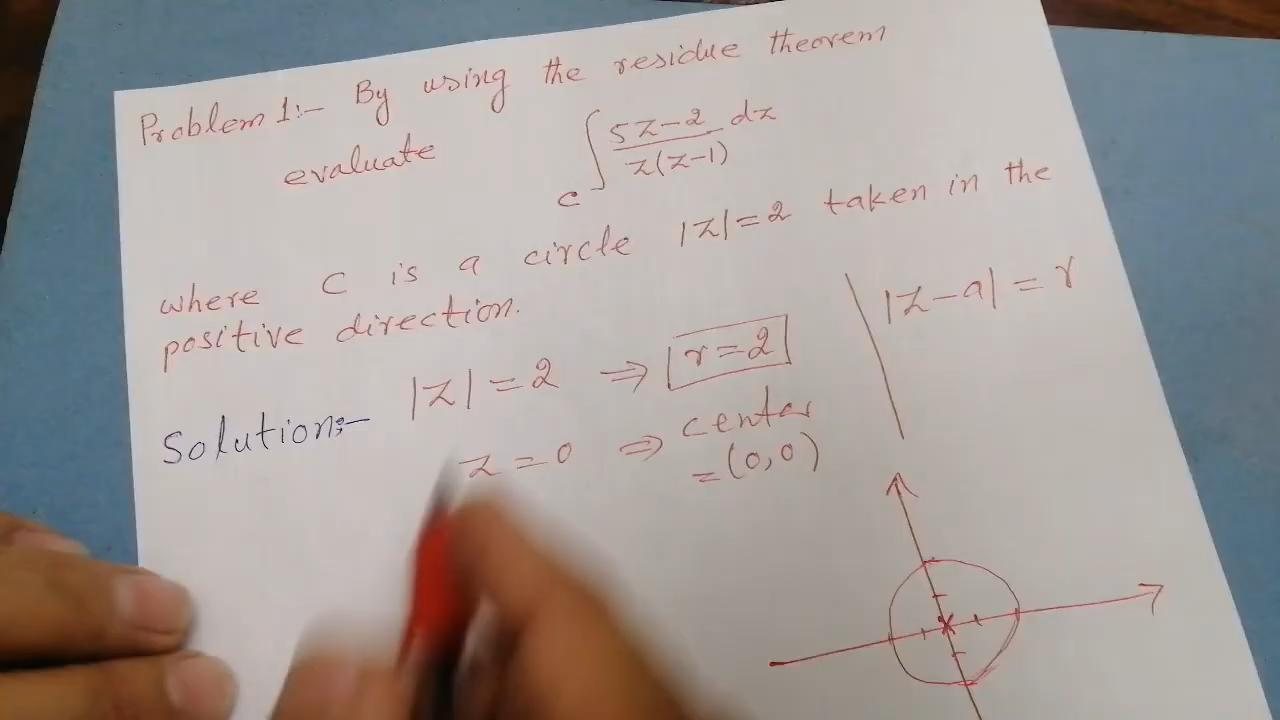 Problem 1:- By using the residue theorem
evaluate ∫_C (5z-2)/(z(z-1)) dz
where C is a circle |z|=2 taken in the
positive direction.
Solution:- |z|=2 ⇒ r=2
z=0 ⇒ center
=(0,0)
|z-a|=r